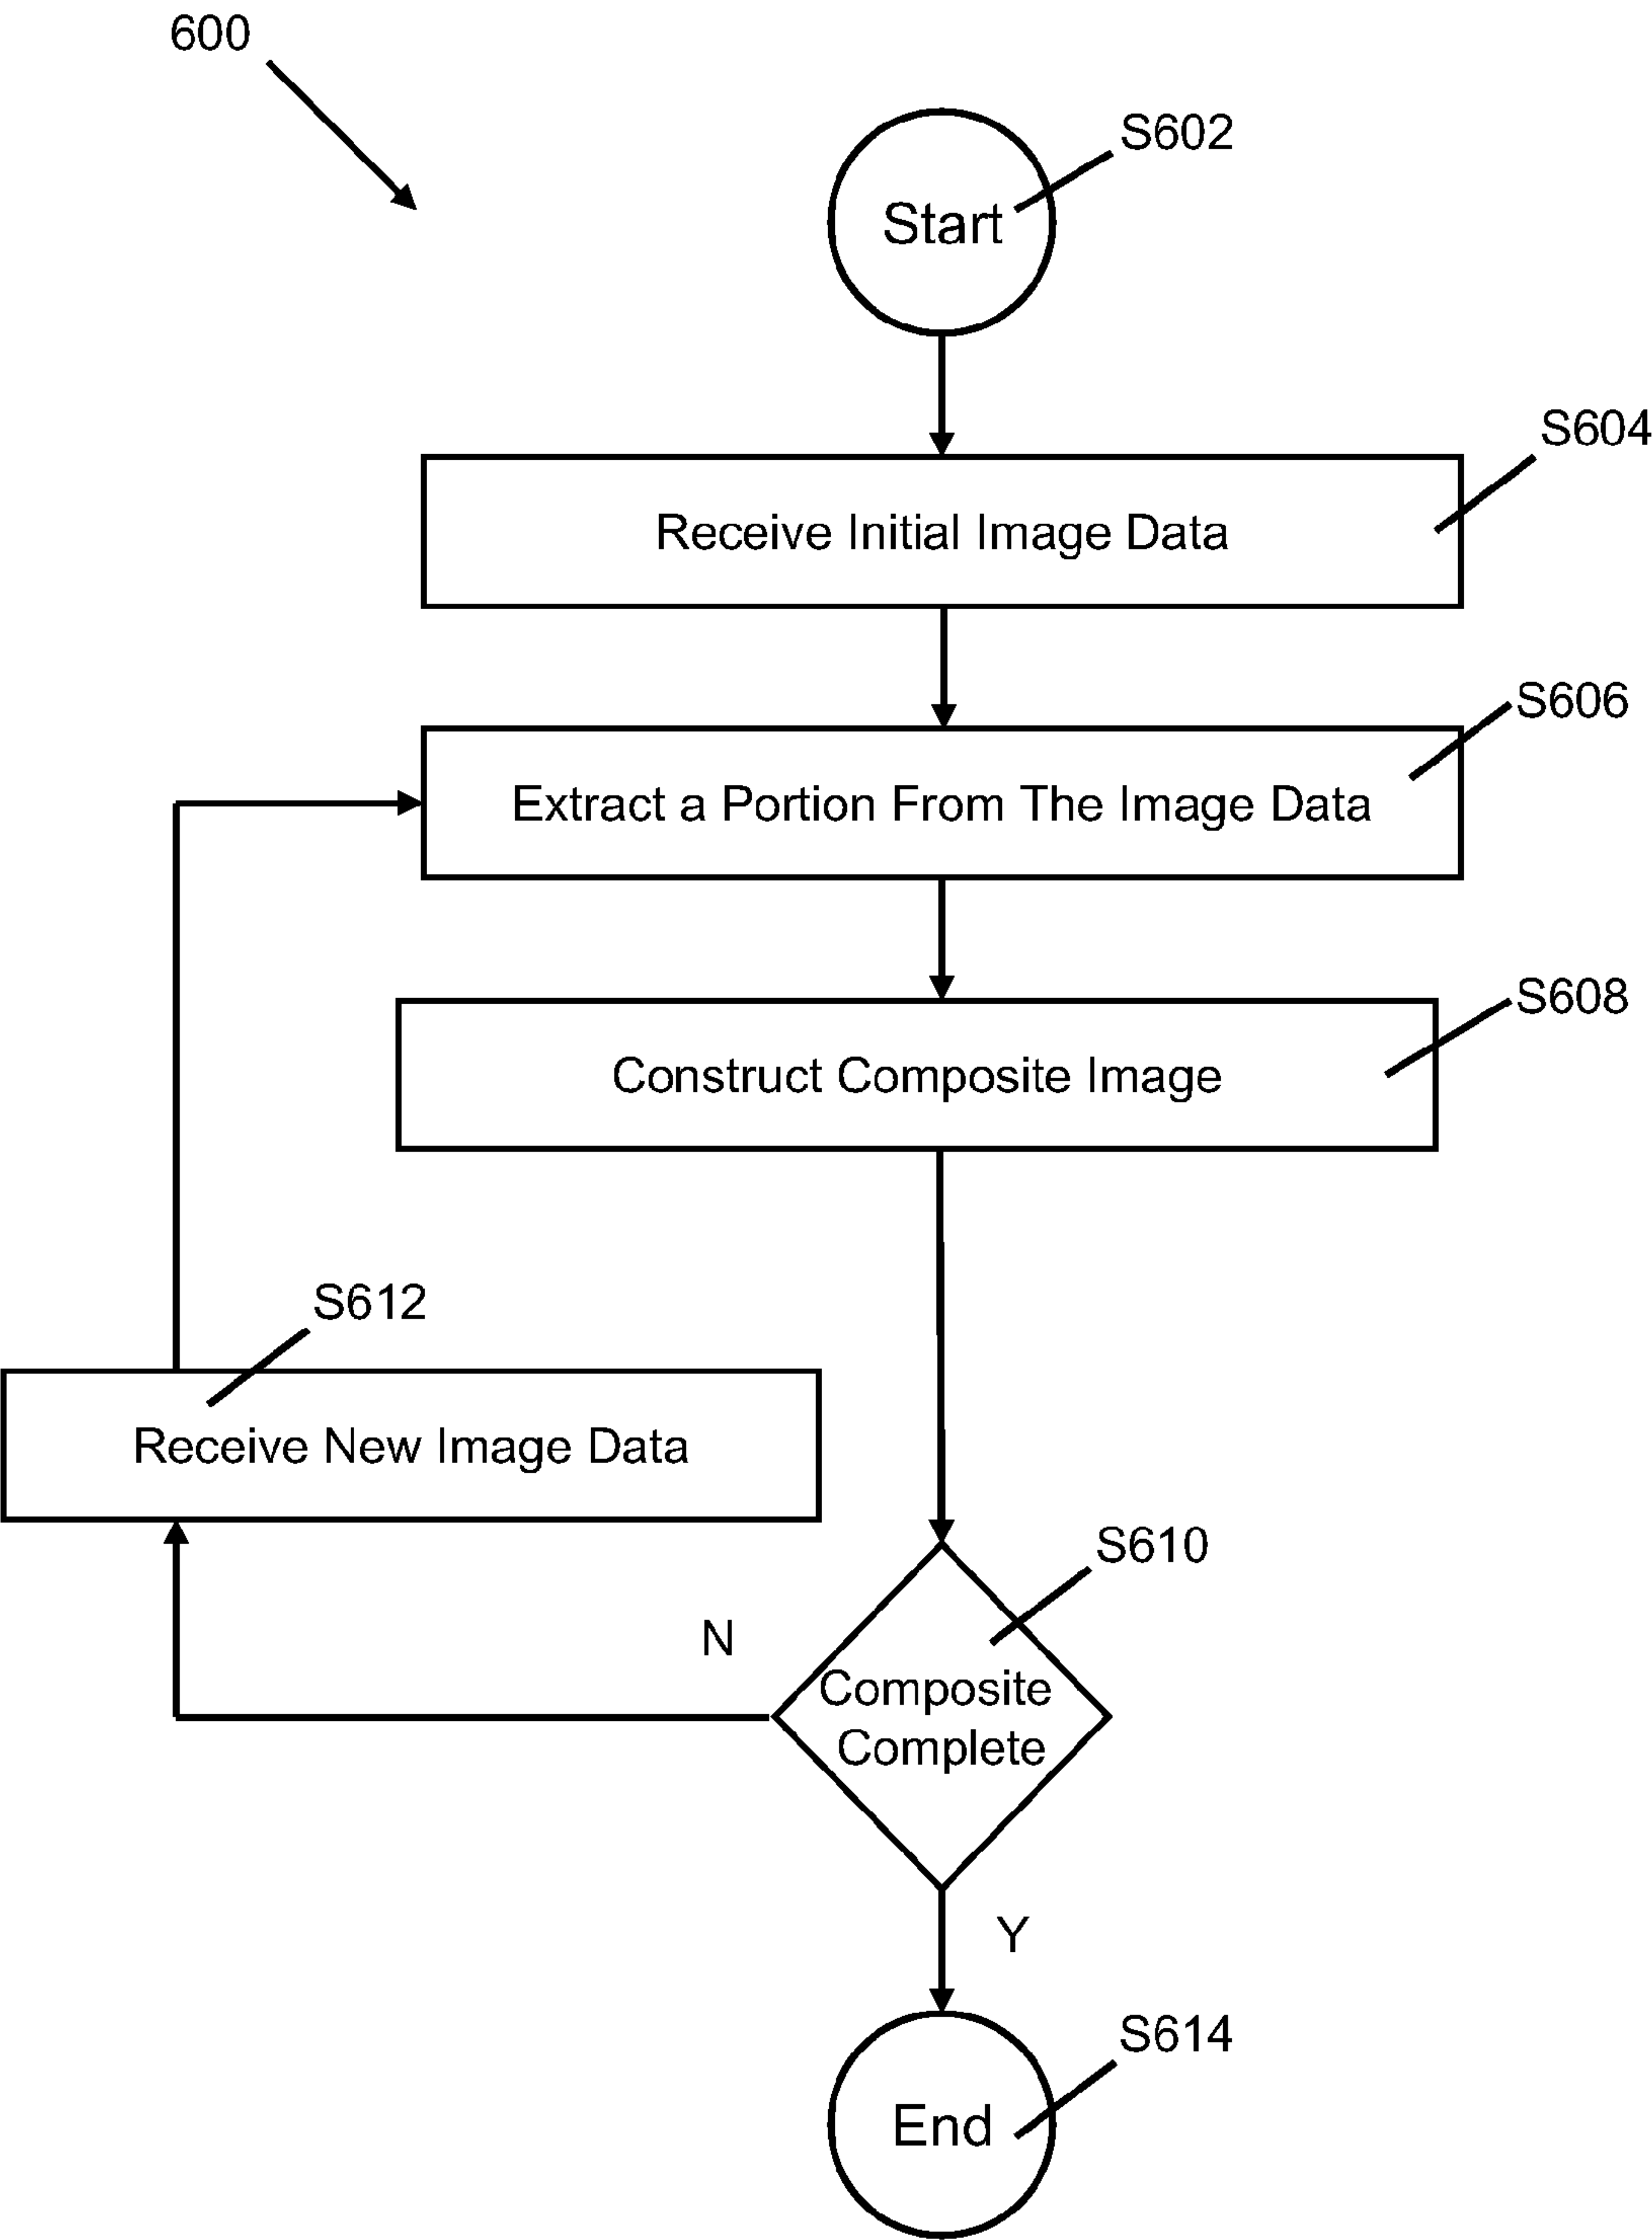 600
S602
Start
S604
Receive Initial Image Data
S606
Extract a Portion From The Image Data
S608
Construct Composite Image
S612
Receive New Image Data
S610
N
Composite
Complete
Y
S614
End